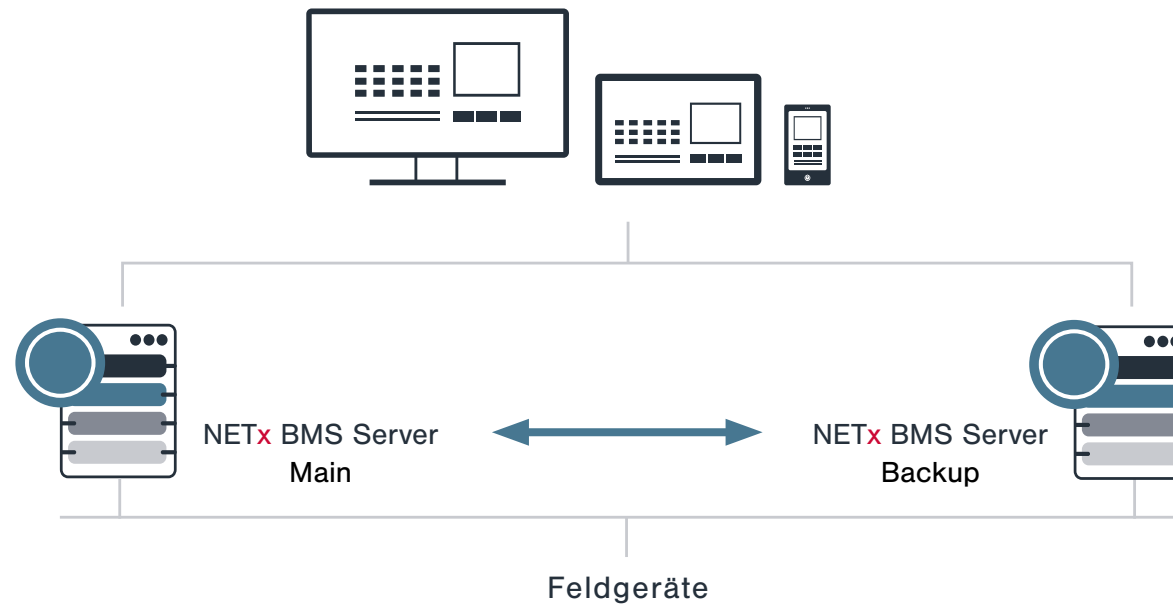 NETx BMS Server
Main
NETx BMS Server
Backup
Feldgeräte